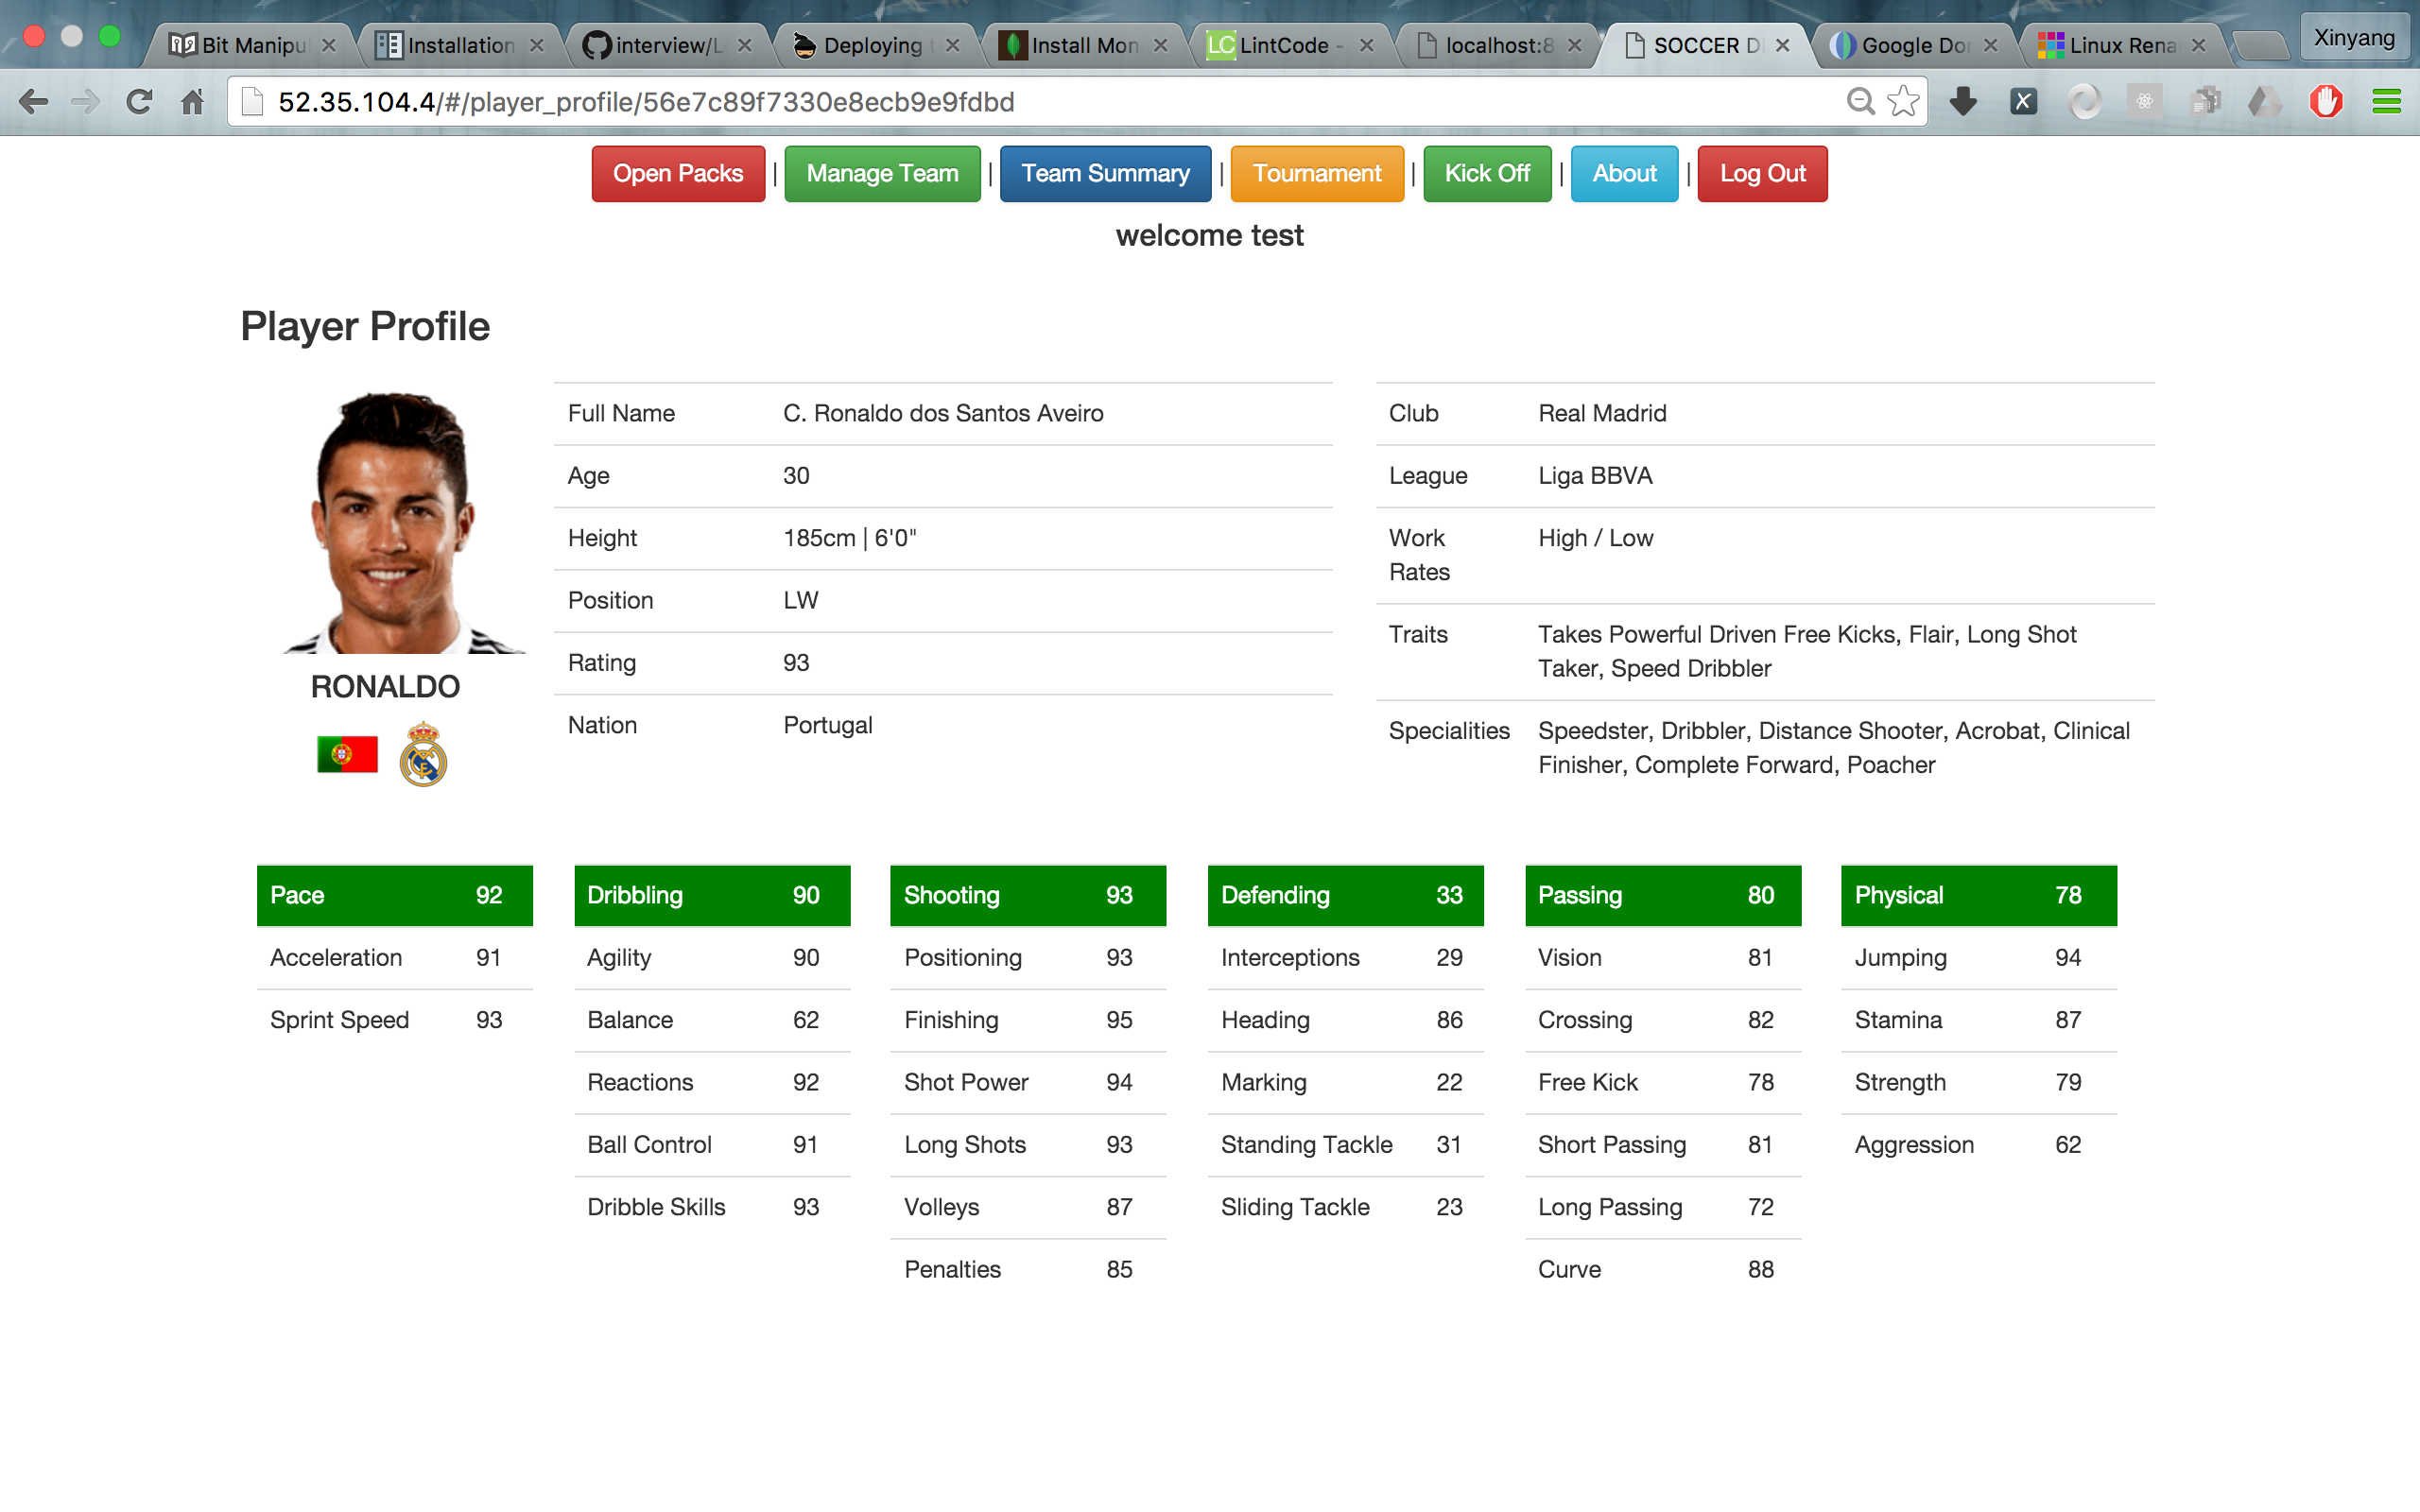 Bit Manipul
Installation
interview/L
Deploying t
Install Mon
LC LintCode -
localhost:8
SOCCER D
Google Do
Linux Rena
Xinyang
52.35.104.4/#/player_profile/56e7c89f7330e8ecb9e9fdbd
Open Packs | Manage Team | Team Summary | Tournament | Kick Off | About | Log Out
welcome test
Player Profile
RONALDO
Full Name C. Ronaldo dos Santos Aveiro
Age 30
Height 185cm | 6'0"
Position LW
Rating 93
Nation Portugal
Club Real Madrid
League Liga BBVA
Work High / Low
Rates
Traits Takes Powerful Driven Free Kicks, Flair, Long Shot
Taker, Speed Dribbler
Specialities Speedster, Dribbler, Distance Shooter, Acrobat, Clinical
Finisher, Complete Forward, Poacher
Pace 92
Acceleration 91
Sprint Speed 93
Dribbling 90
Agility 90
Balance 62
Reactions 92
Ball Control 91
Dribble Skills 93
Shooting 93
Positioning 93
Finishing 95
Shot Power 94
Long Shots 93
Volleys 87
Penalties 85
Defending 33
Interceptions 29
Heading 86
Marking 22
Standing Tackle 31
Sliding Tackle 23
Passing 80
Vision 81
Crossing 82
Free Kick 78
Short Passing 81
Long Passing 72
Curve 88
Physical 78
Jumping 94
Stamina 87
Strength 79
Aggression 62